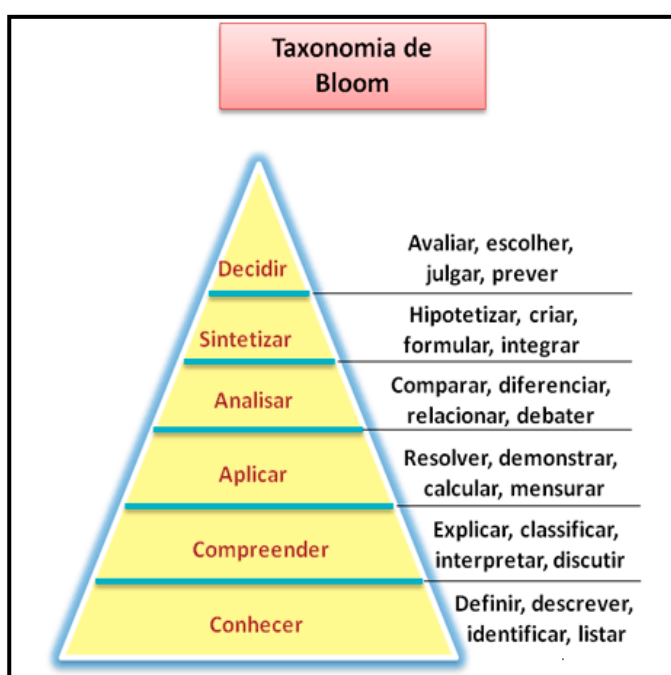 Taxonomia de
Bloom
Decidir
Avaliar, escolher,
julgar, prever
Sintetizar
Hipotetizar, criar,
formular, integrar
Analisar
Comparar, diferenciar,
relacionar, debater
Aplicar
Resolver, demonstrar,
calcular, mensurar
Compreender
Explicar, classificar,
interpretar, discutir
Conhecer
Definir, descrever,
identificar, listar